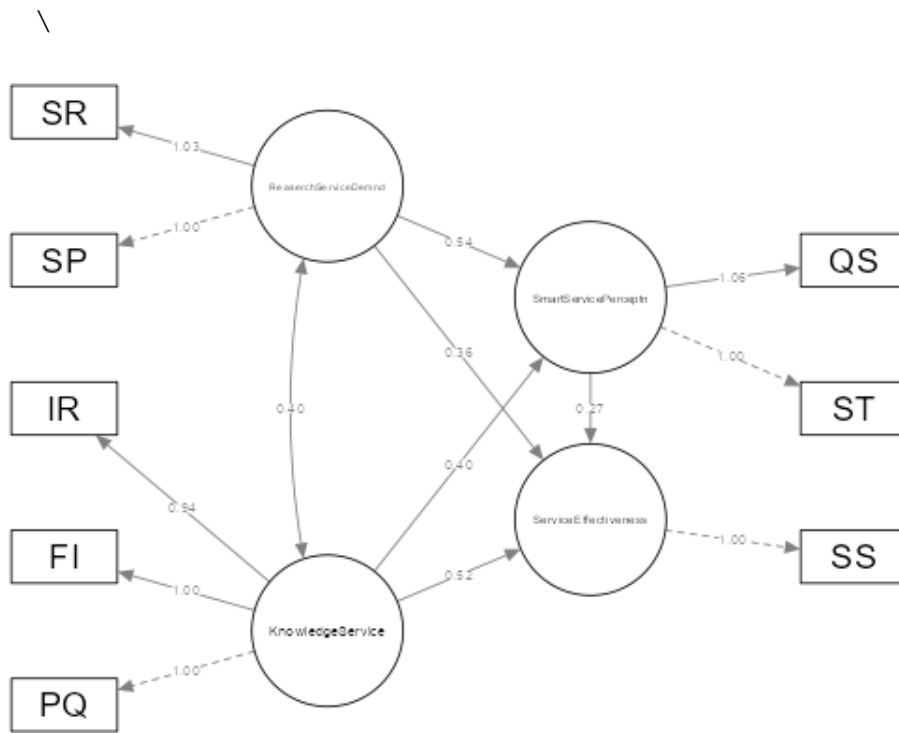 \
SR
1.03
ReaserchServiceDemnd
SP
1.00
0.54
SmartServicePerceptn
QS
1.06
1.00
IR
0.40
0.36
0.27
ST
0.40
0.94
ServiceEffectiveness
FI
1.00
0.52
1.00
SS
KnowledgeService
1.00
PQ